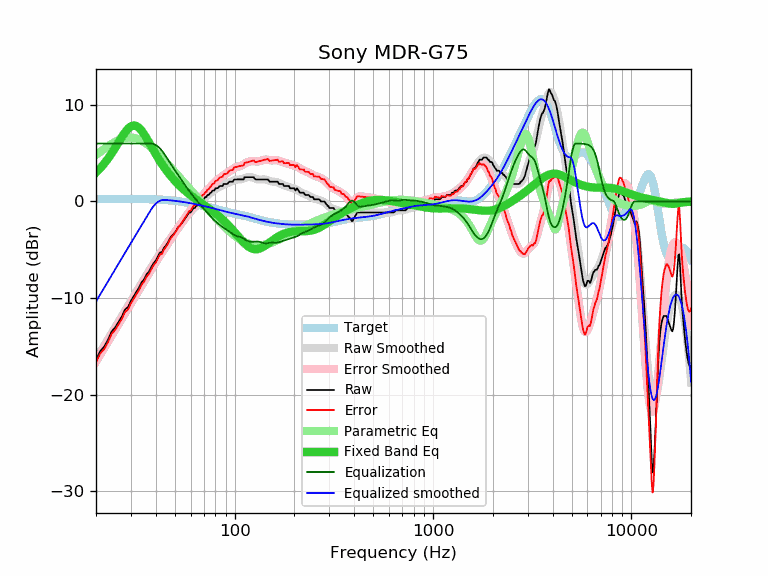 Sony MDR-G75
Amplitude (dBr)
10
0
−10
−20
−30
Target
Raw Smoothed
Error Smoothed
Raw
Error
Parametric Eq
Fixed Band Eq
Equalization
Equalized smoothed
100
1000
10000
Frequency (Hz)